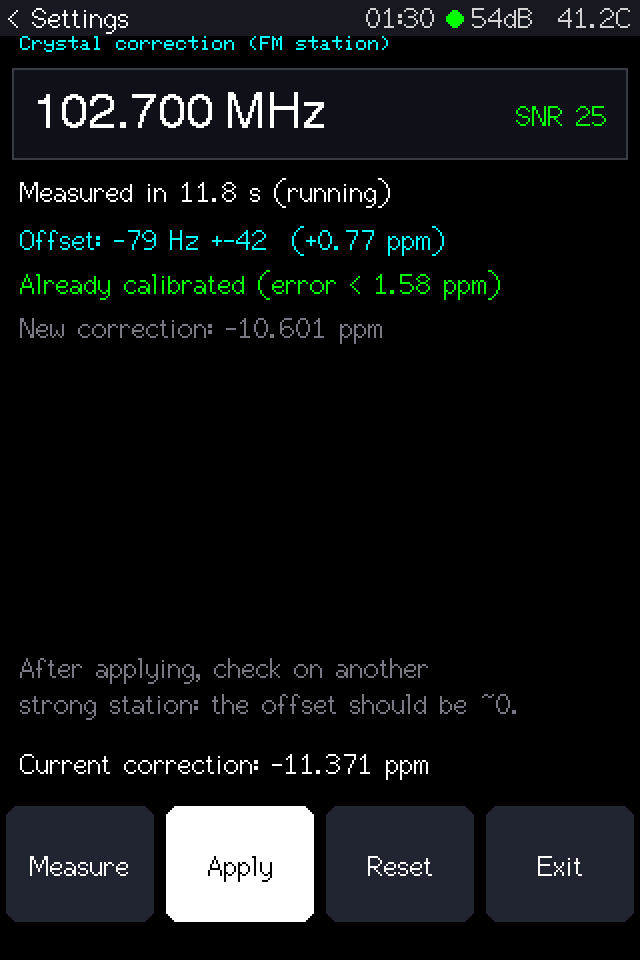 < Settings 01:30 54dB 41.2C
Crystal correction (FM station)
102.700 MHz SNR 25
Measured in 11.8 s (running)
Offset: -79 Hz +-42 (+0.77 ppm)
Already calibrated (error < 1.58 ppm)
New correction: -10.601 ppm
After applying, check on another
strong station: the offset should be ~0.
Current correction: -11.371 ppm
Measure Apply Reset Exit